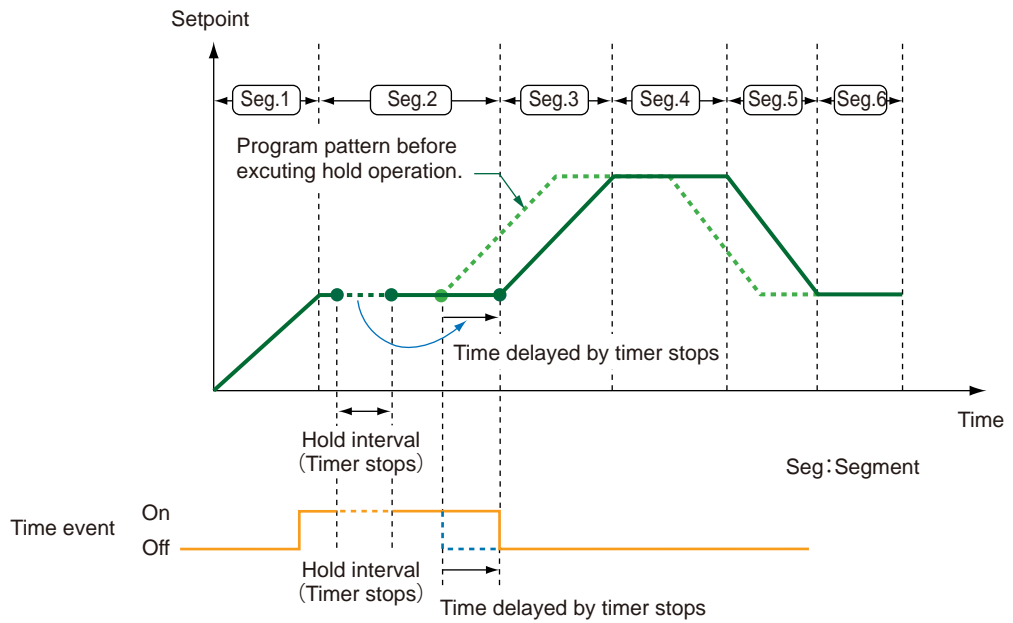 Setpoint
Seg.1
Seg.2
Seg.3
Seg.4
Seg.5
Seg.6
Program pattern before
excuting hold operation.
Time delayed by timer stops
Time
Hold interval
（Timer stops）
Seg：Segment
Time event
On
Off
Hold interval
（Timer stops）
Time delayed by timer stops